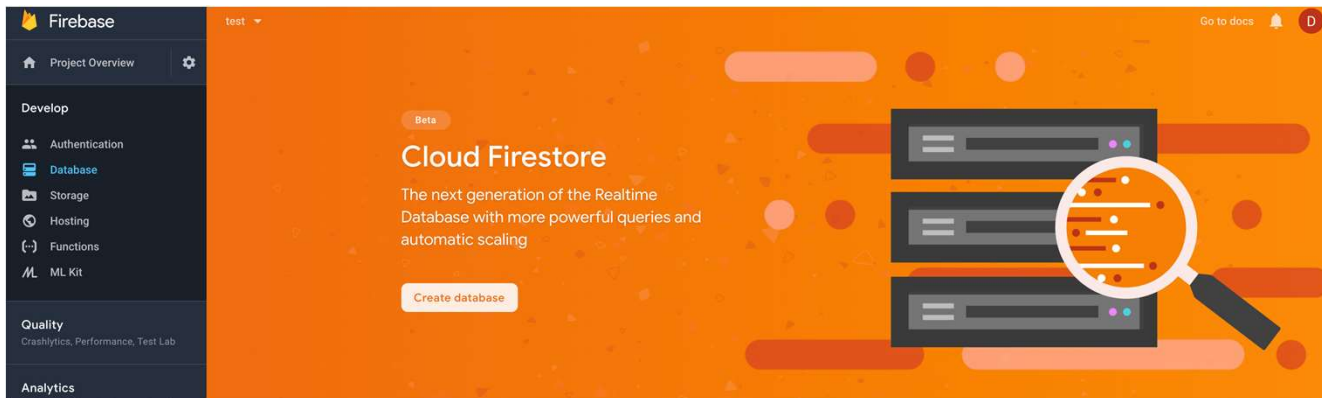 Firebase
test
Go to docs
D
Project Overview
Develop
Authentication
Database
Storage
Hosting
Functions
ML Kit
Quality
Crashlytics, Performance, Test Lab
Analytics
Beta
Cloud Firestore
The next generation of the Realtime
Database with more powerful queries and
automatic scaling
Create database